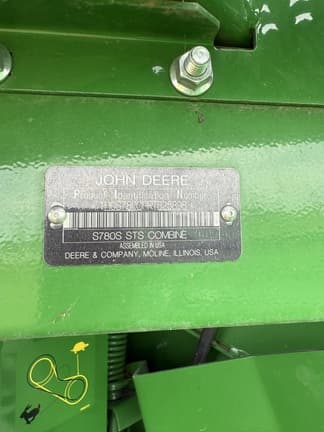 JOHN DEERE
Product Identification Number
S780S STS COMBINE
ASSEMBLED IN USA
DEERE & COMPANY, MOLINE, ILLINOIS, USA